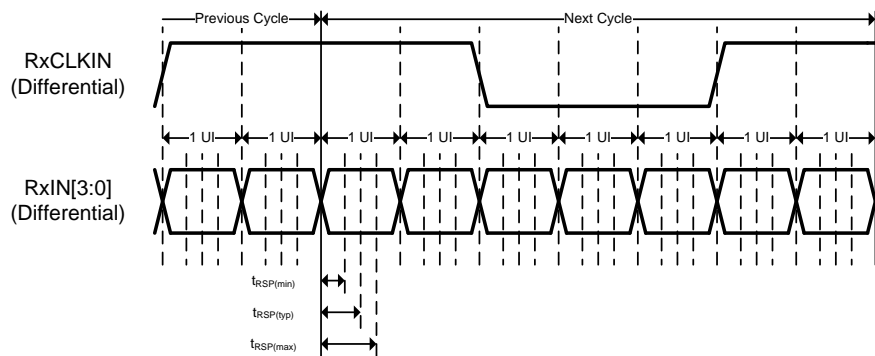 Previous Cycle
Next Cycle
RxCLKIN
(Differential)
1 UI
1 UI
1 UI
1 UI
1 UI
1 UI
1 UI
1 UI
1 UI
RxIN[3:0]
(Differential)
tRSP(min)
tRSP(typ)
tRSP(max)